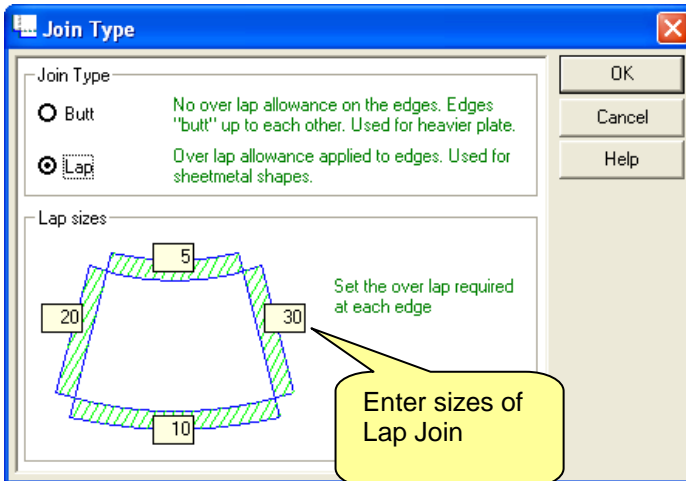 Join Type
Join Type
OK
Butt
No over lap allowance on the edges. Edges
"butt" up to each other. Used for heavier plate.
Cancel
Lap
Over lap allowance applied to edges. Used for
sheetmetal shapes.
Help
Lap sizes
5
20
30
Set the over lap required
at each edge
10
Enter sizes of
Lap Join